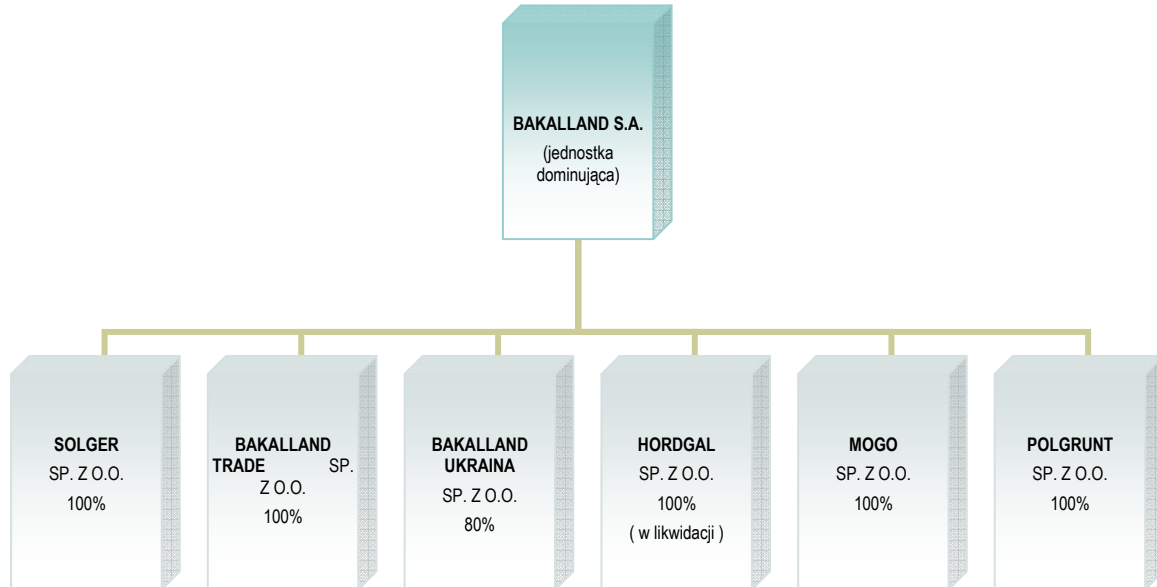 BAKALLAND S.A.
(jednostka
dominująca)
SOLGER
SP. Z O.O.
100%
BAKALLAND
TRADE SP.
Z O.O.
100%
BAKALLAND
UKRAINA
SP. Z O.O.
80%
HORDGAL
SP. Z O.O.
100%
( w likwidacji )
MOGO
SP. Z O.O.
100%
POLGRUNT
SP. Z O.O.
100%